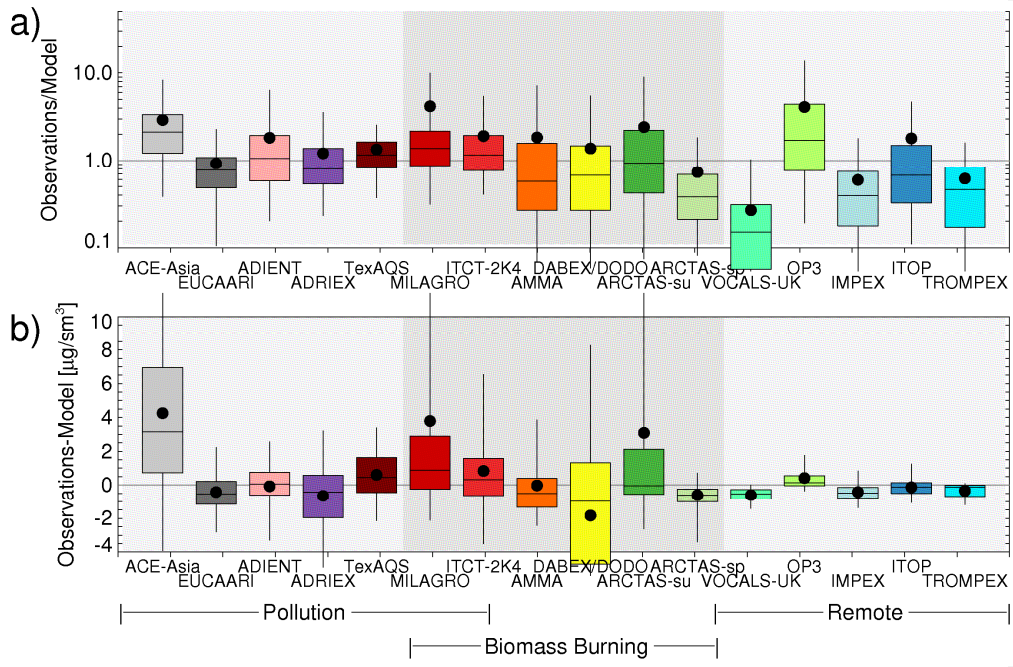 a)
Observations/Model
10.0
1.0
0.1
ACE-Asia ADIENT TexAQS ITCT-2K4 DABEX/DODO ARCTAS-sp OP3 ITOP
EUCAARI ADRIEX MILAGRO AMMA ARCTAS-su VOCALS-UK IMPEX TROMPEX
b)
Observations-Model [µg/sm³]
10
8
6
4
2
0
-2
-4
ACE-Asia ADIENT TexAQS ITCT-2K4 DABEX/DODO ARCTAS-sp OP3 ITOP
EUCAARI ADRIEX MILAGRO AMMA ARCTAS-su VOCALS-UK IMPEX TROMPEX
Pollution Remote
Biomass Burning